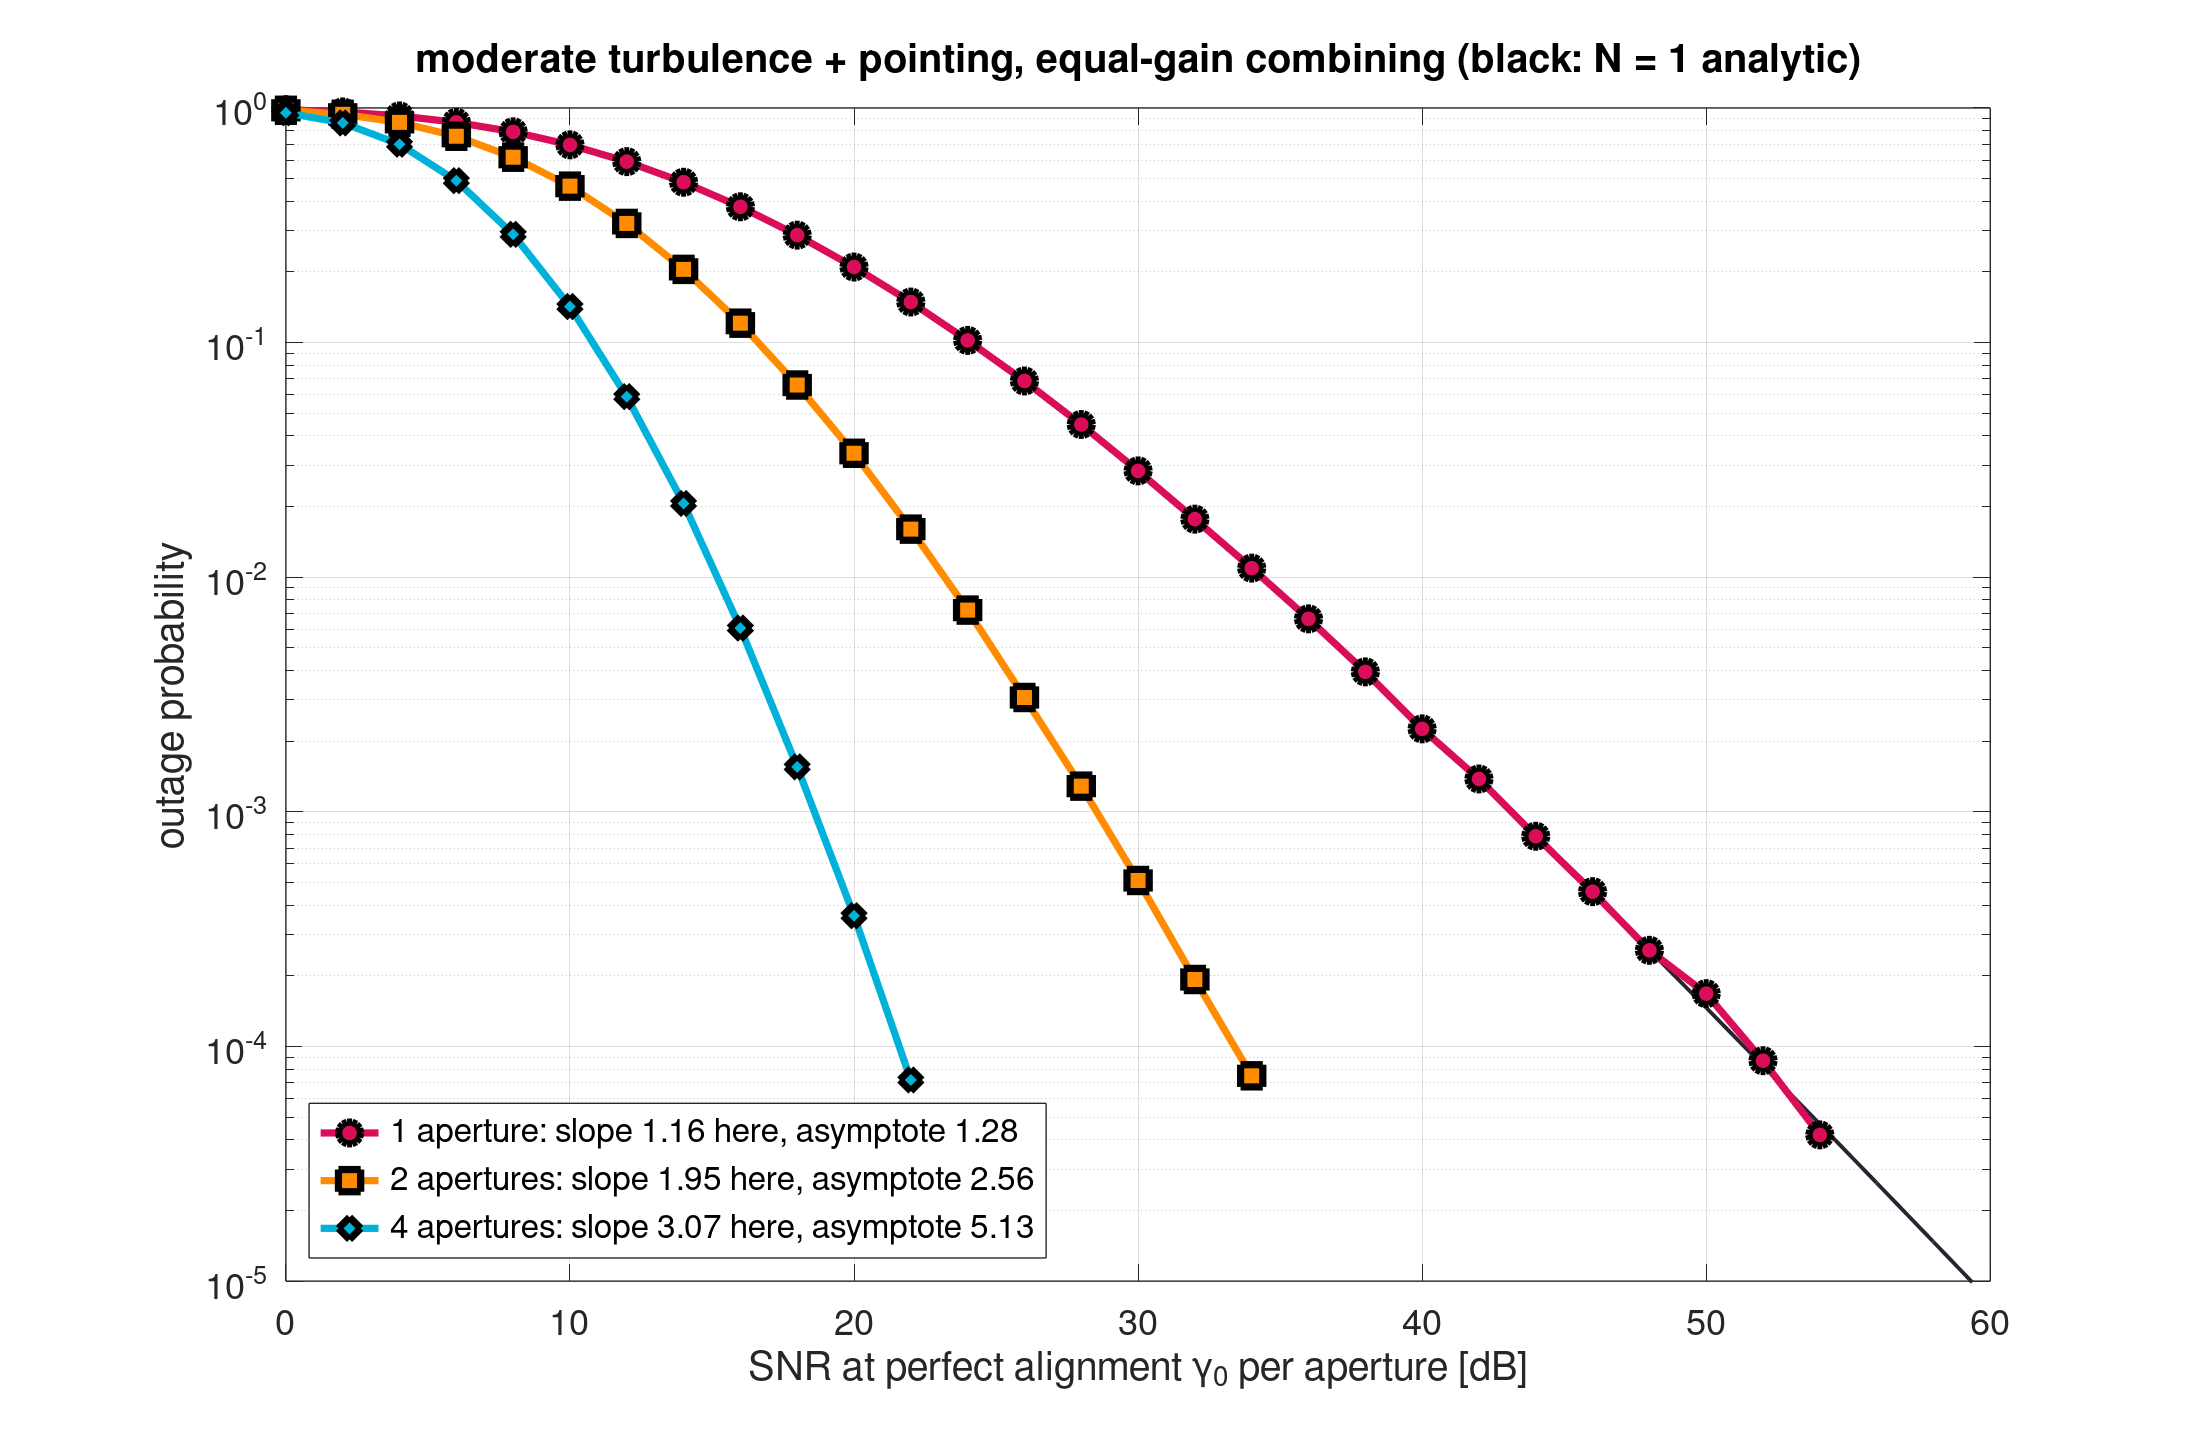 moderate turbulence + pointing, equal-gain combining (black: N = 1 analytic)
outage probability
10^0
10^-1
10^-2
10^-3
10^-4
10^-5
1 aperture: slope 1.16 here, asymptote 1.28
2 apertures: slope 1.95 here, asymptote 2.56
4 apertures: slope 3.07 here, asymptote 5.13
0 10 20 30 40 50 60
SNR at perfect alignment γ₀ per aperture [dB]